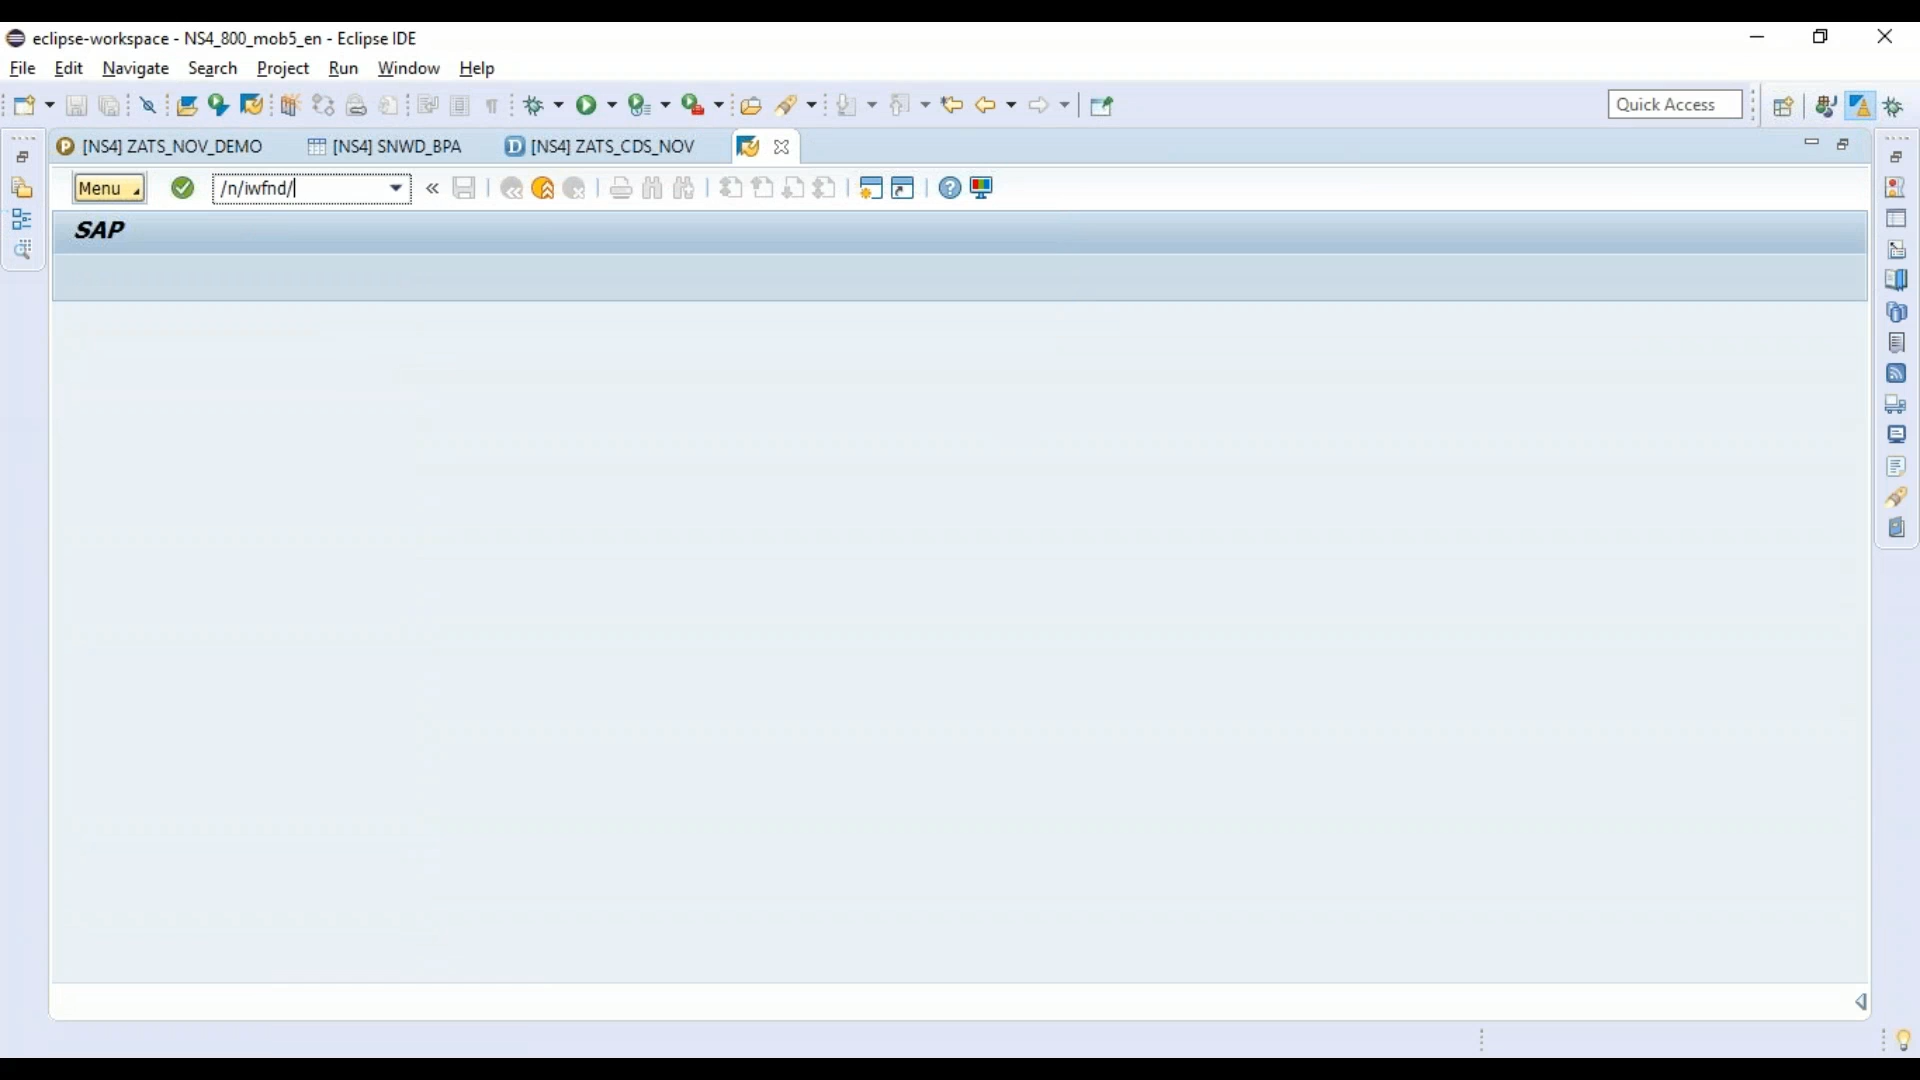 eclipse-workspace - NS4_800_mob5_en - Eclipse IDE
File Edit Navigate Search Project Run Window Help
Quick Access
[NS4] ZATS_NOV_DEMO [NS4] SNWD_BPA [NS4] ZATS_CDS_NOV
Menu /n/iwfnd/
SAP